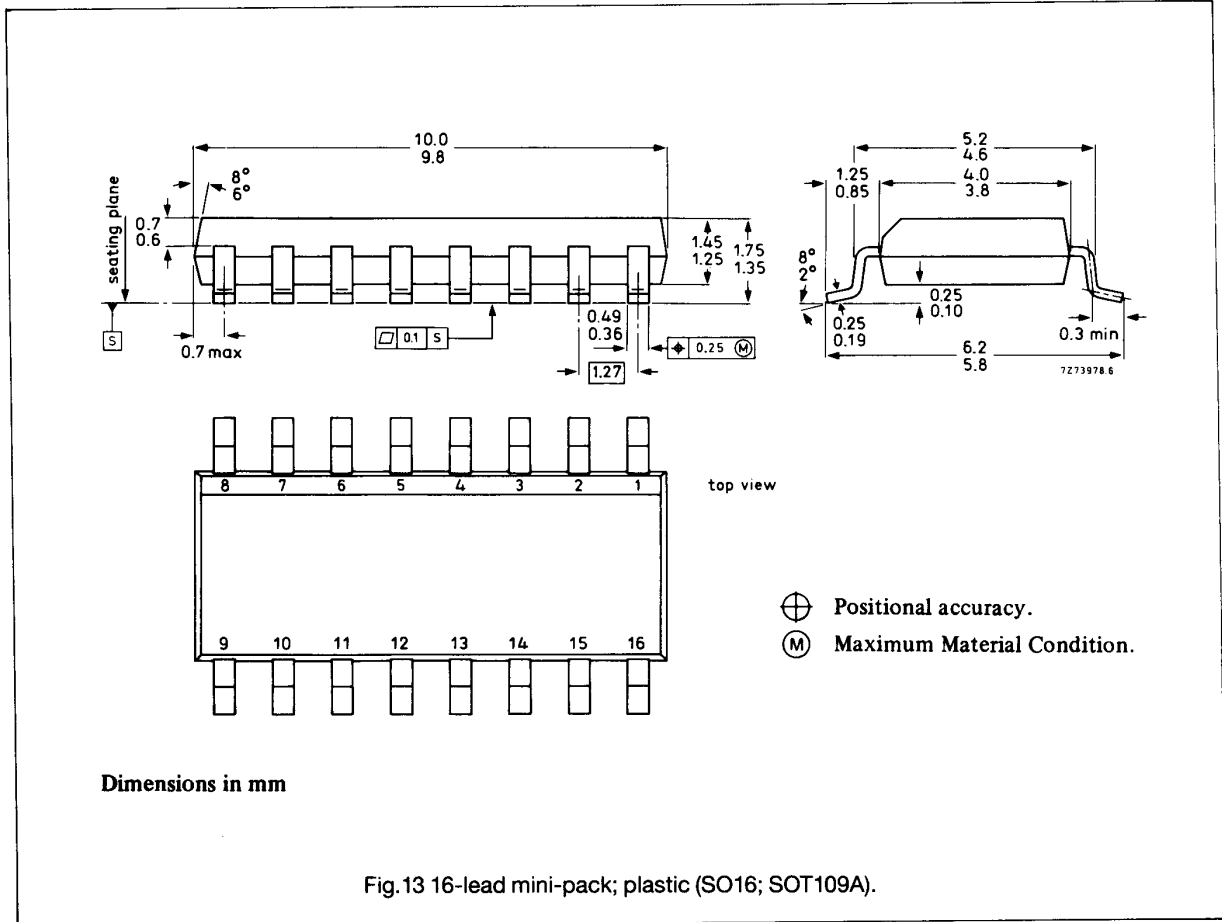 10.0
9.8
8°
6°
seating plane
0.7
0.6
1.45
1.25
1.75
1.35
S
0.7 max
0.1 S
0.49
0.36
0.25 M
1.27
5.2
4.6
1.25
0.85
4.0
3.8
8°
2°
0.25
0.10
0.25
0.19
0.3 min
6.2
5.8
7Z73978.6
8 7 6 5 4 3 2 1
top view
9 10 11 12 13 14 15 16
Positional accuracy.
M Maximum Material Condition.
Dimensions in mm
Fig.13 16-lead mini-pack; plastic (SO16; SOT109A).